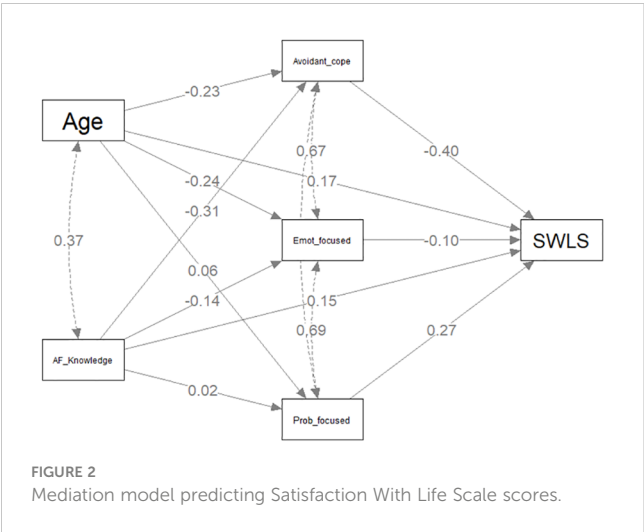 Avoidant_cope
-0.23
Age
0.67
-0.40
-0.24
0.17
-0.31
0.37
Emot_focused
-0.10
SWLS
0.06
-0.14
0.15
0.69
0.27
AF_Knowledge
0.02
Prob_focused
FIGURE 2
Mediation model predicting Satisfaction With Life Scale scores.